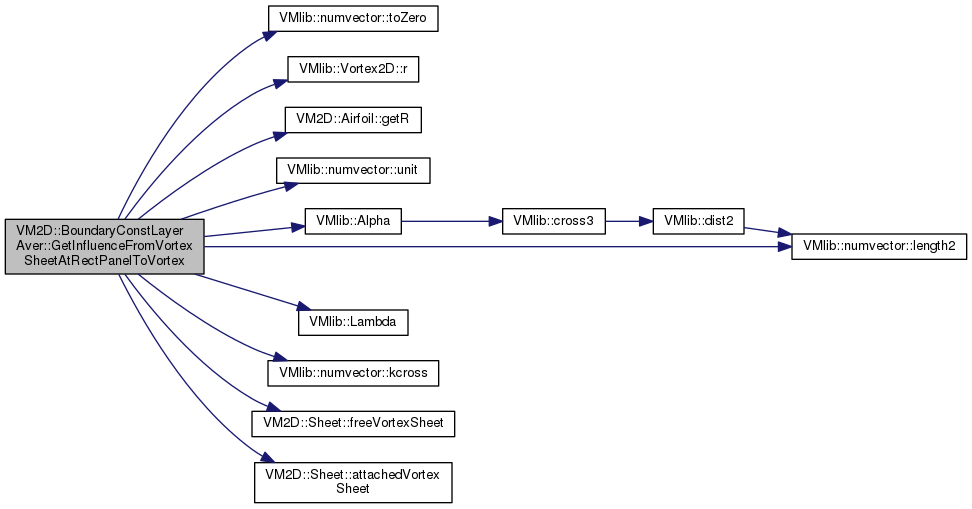 VMlib::numvector::toZero
VMlib::Vortex2D::r
VM2D::Airfoil::getR
VMlib::numvector::unit
VM2D::BoundaryConstLayer
Aver::GetInfluenceFromVortex
SheetAtRectPanelToVortex
VMlib::Alpha
VMlib::cross3
VMlib::dist2
VMlib::numvector::length2
VMlib::Lambda
VMlib::numvector::kcross
VM2D::Sheet::freeVortexSheet
VM2D::Sheet::attachedVortex
Sheet